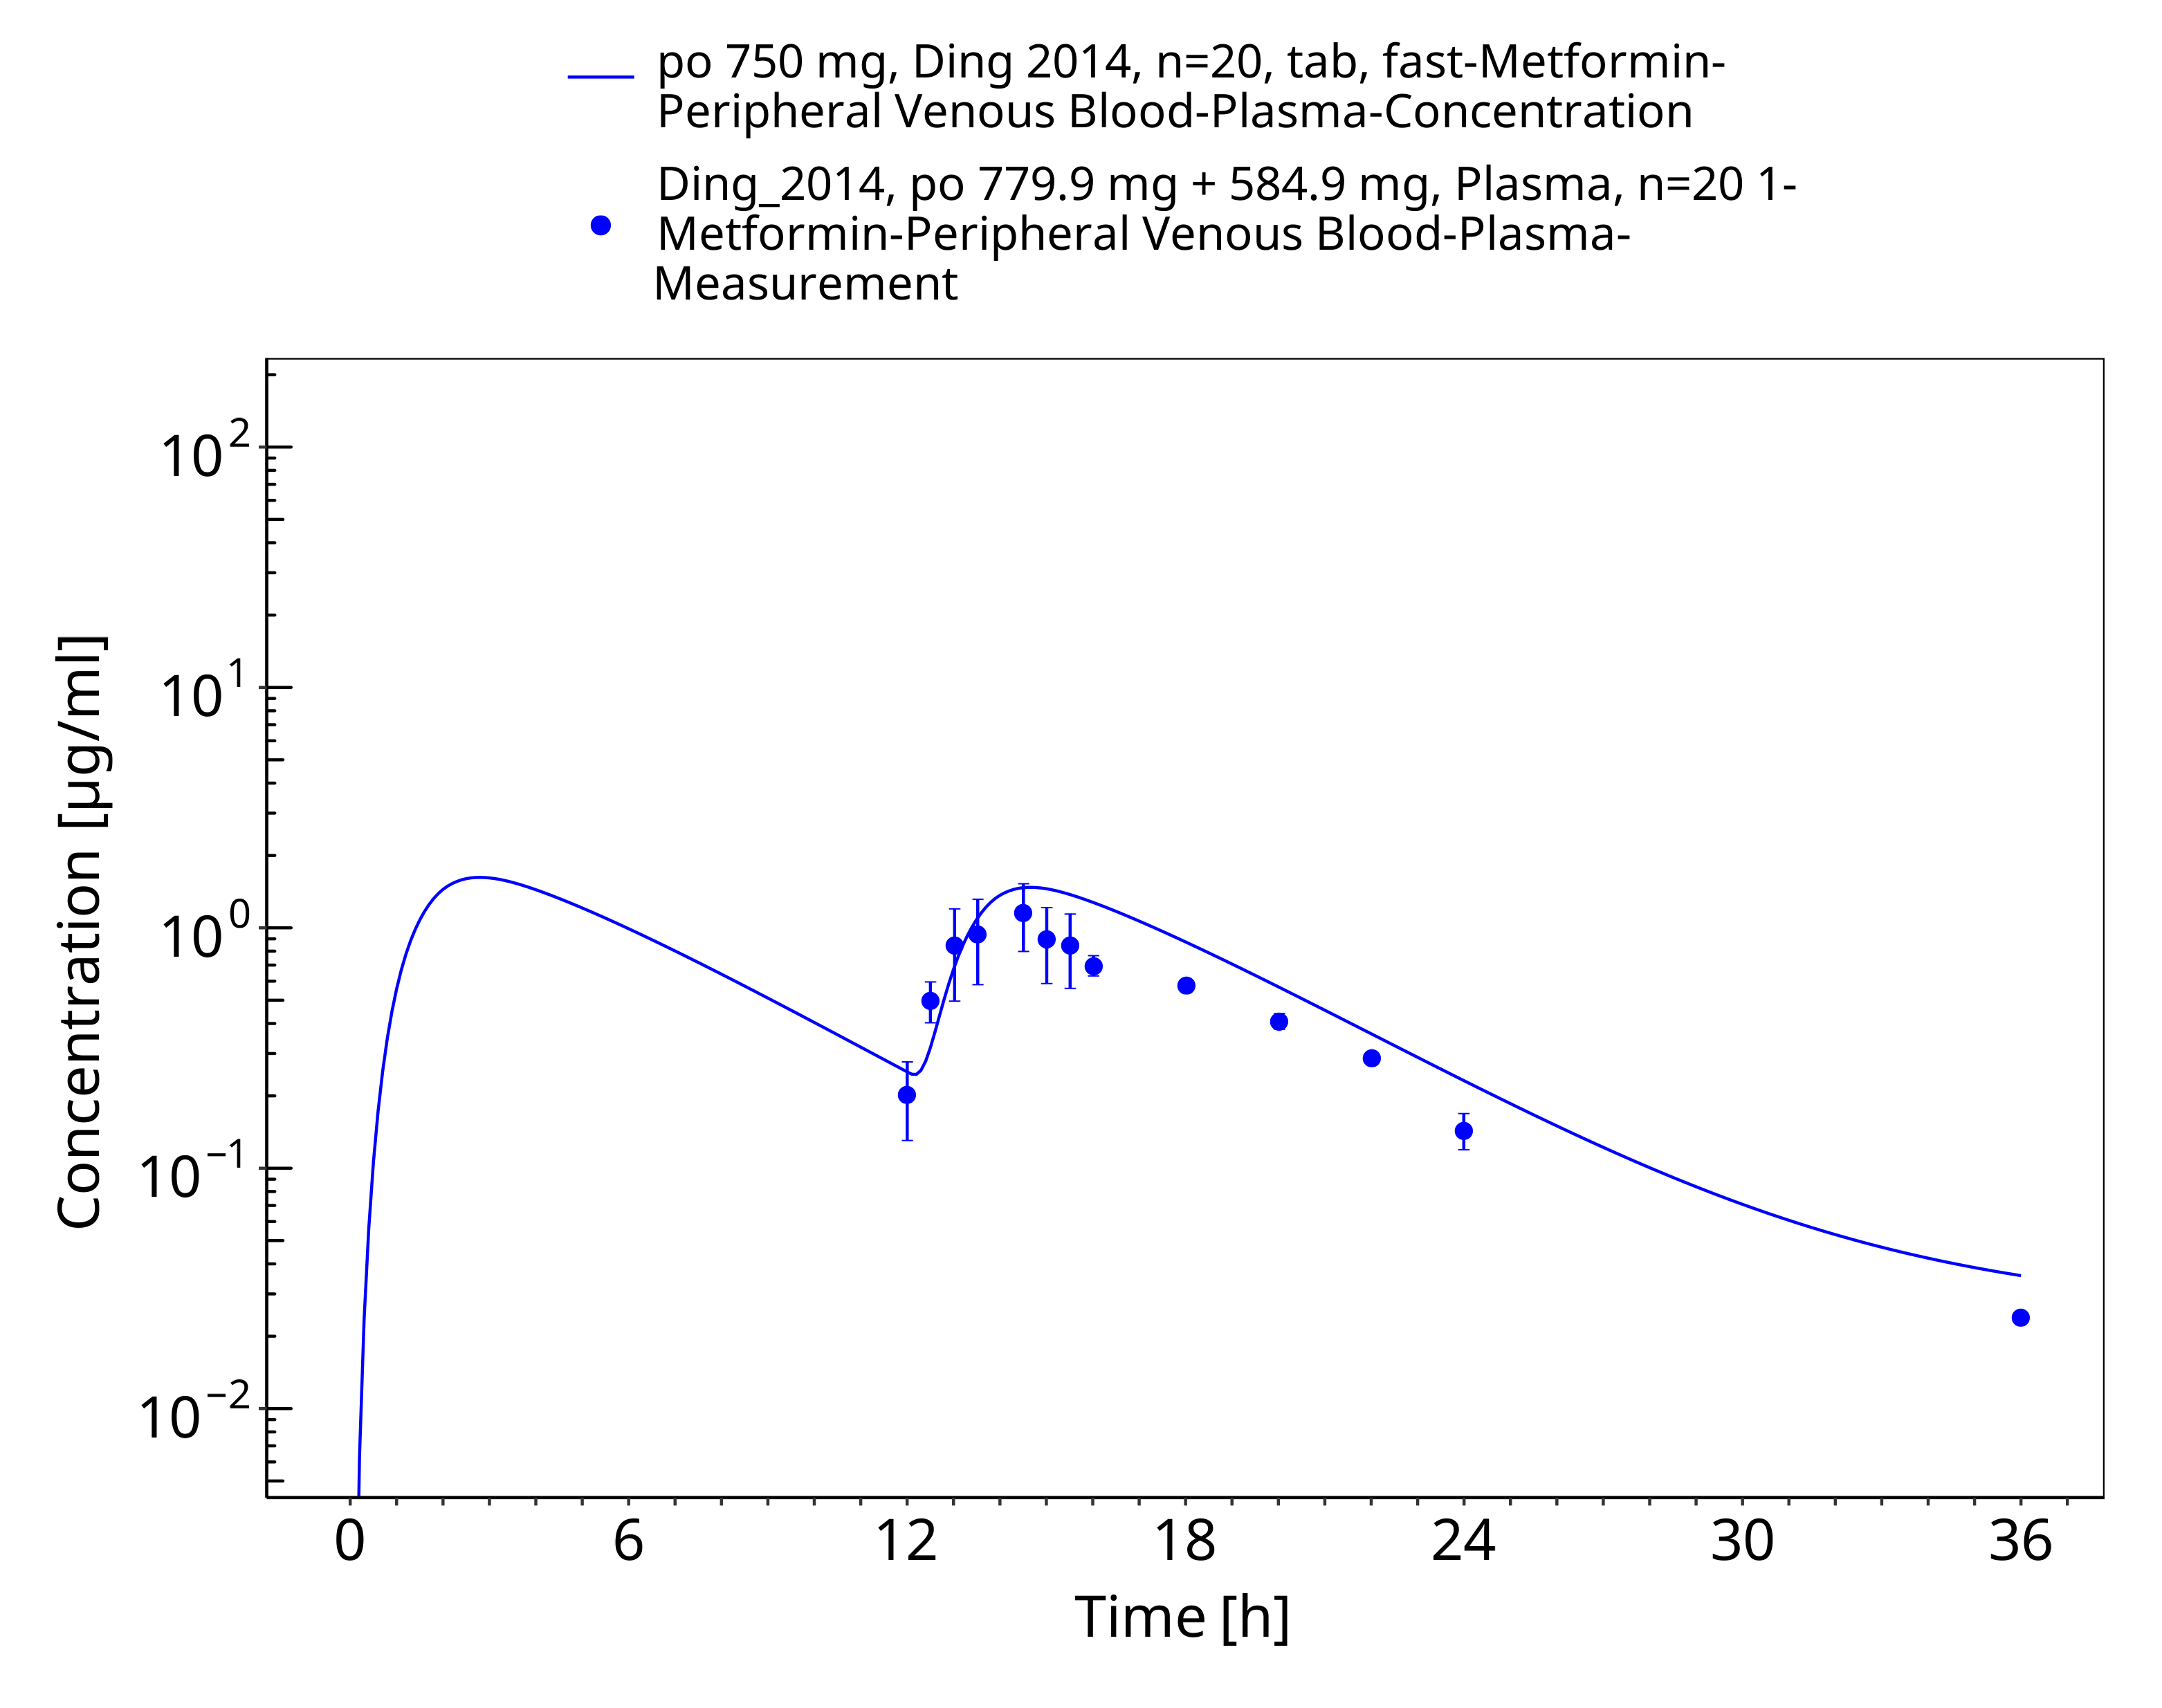 po 750 mg, Ding 2014, n=20, tab, fast-Metformin-
Peripheral Venous Blood-Plasma-Concentration
Ding_2014, po 779.9 mg + 584.9 mg, Plasma, n=20 1-
Metformin-Peripheral Venous Blood-Plasma-
Measurement
10^2
10^1
10^0
10^−1
10^−2
Concentration [µg/ml]
0 6 12 18 24 30 36
Time [h]